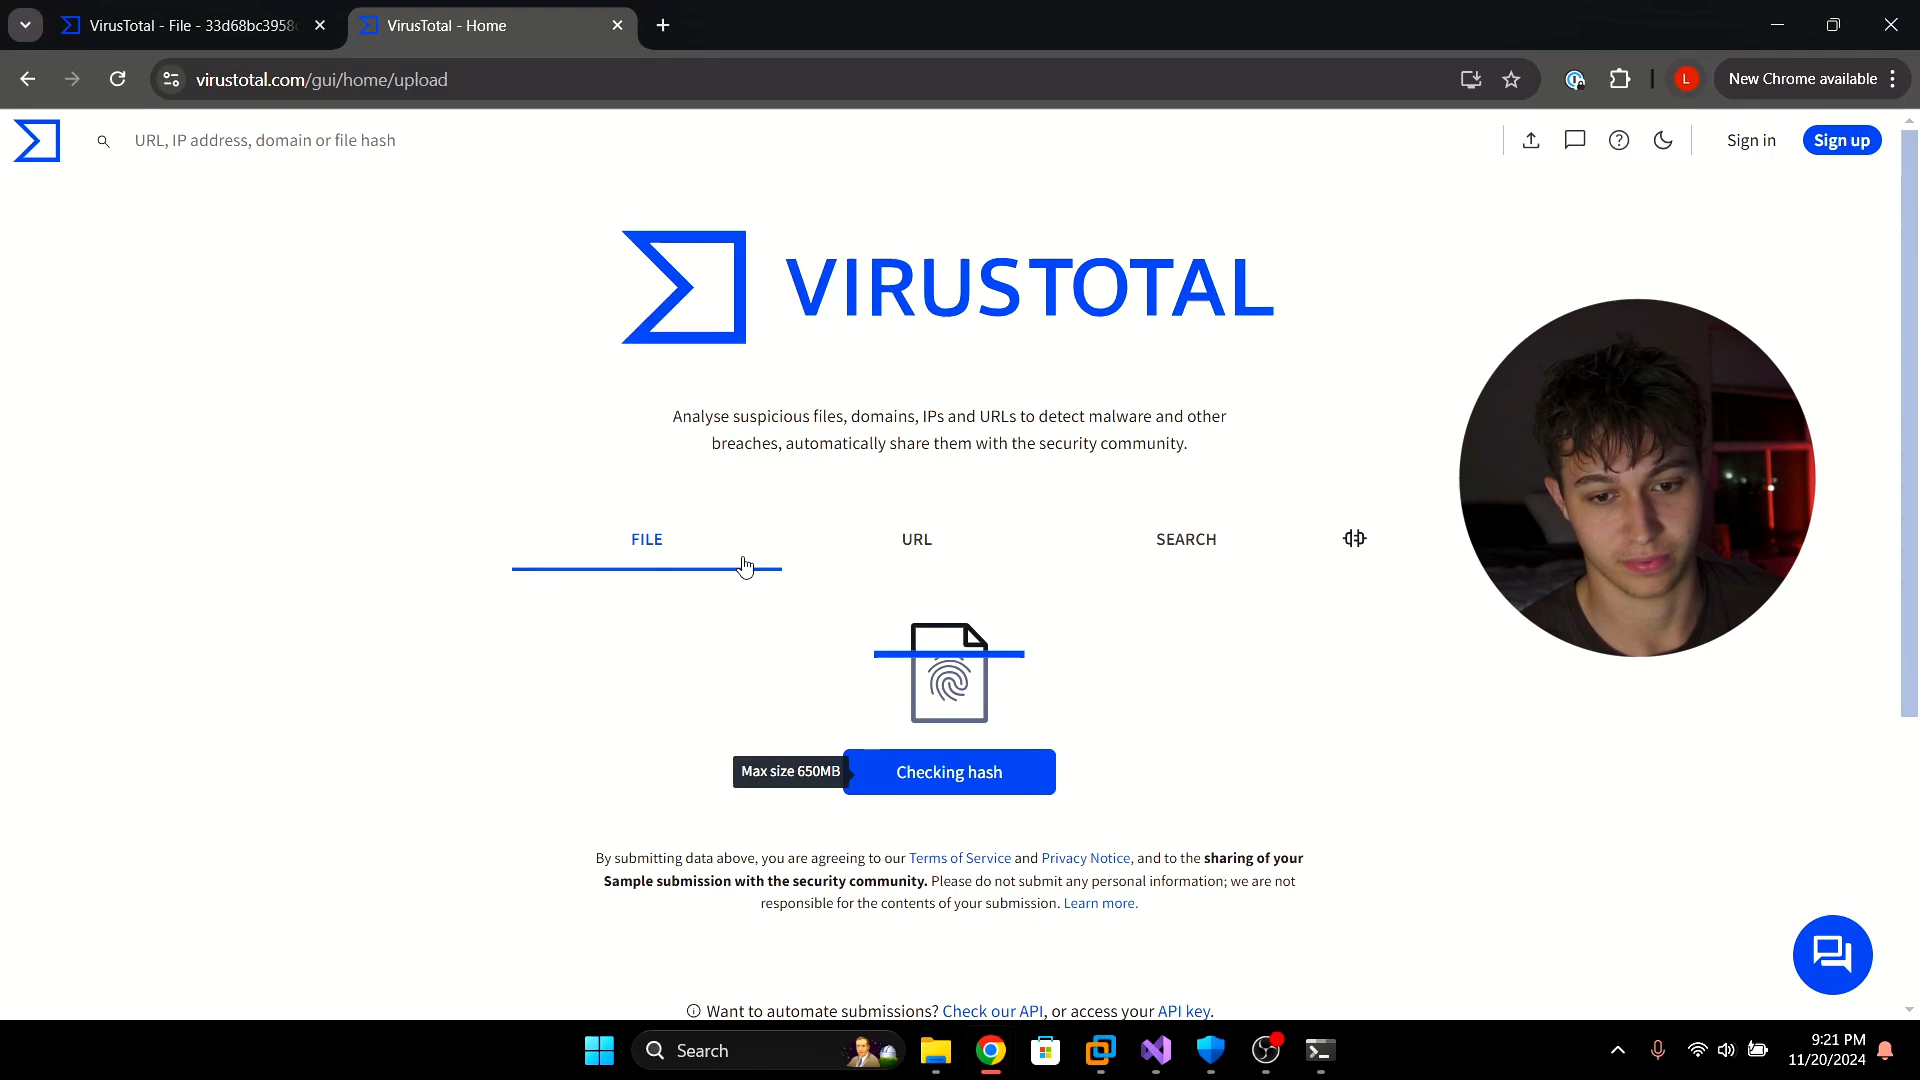 VirusTotal - File - 33d68bc3958
VirusTotal - Home
virustotal.com/gui/home/upload
L
New Chrome available
URL, IP address, domain or file hash
Sign in
Sign up
VIRUSTOTAL
Analyse suspicious files, domains, IPs and URLs to detect malware and other
breaches, automatically share them with the security community.
FILE
URL
SEARCH
Max size 650MB
Checking hash
By submitting data above, you are agreeing to our Terms of Service and Privacy Notice, and to the sharing of your
Sample submission with the security community. Please do not submit any personal information; we are not
responsible for the contents of your submission. Learn more.
Want to automate submissions? Check our API, or access your API key.
Search
9:21 PM
11/20/2024